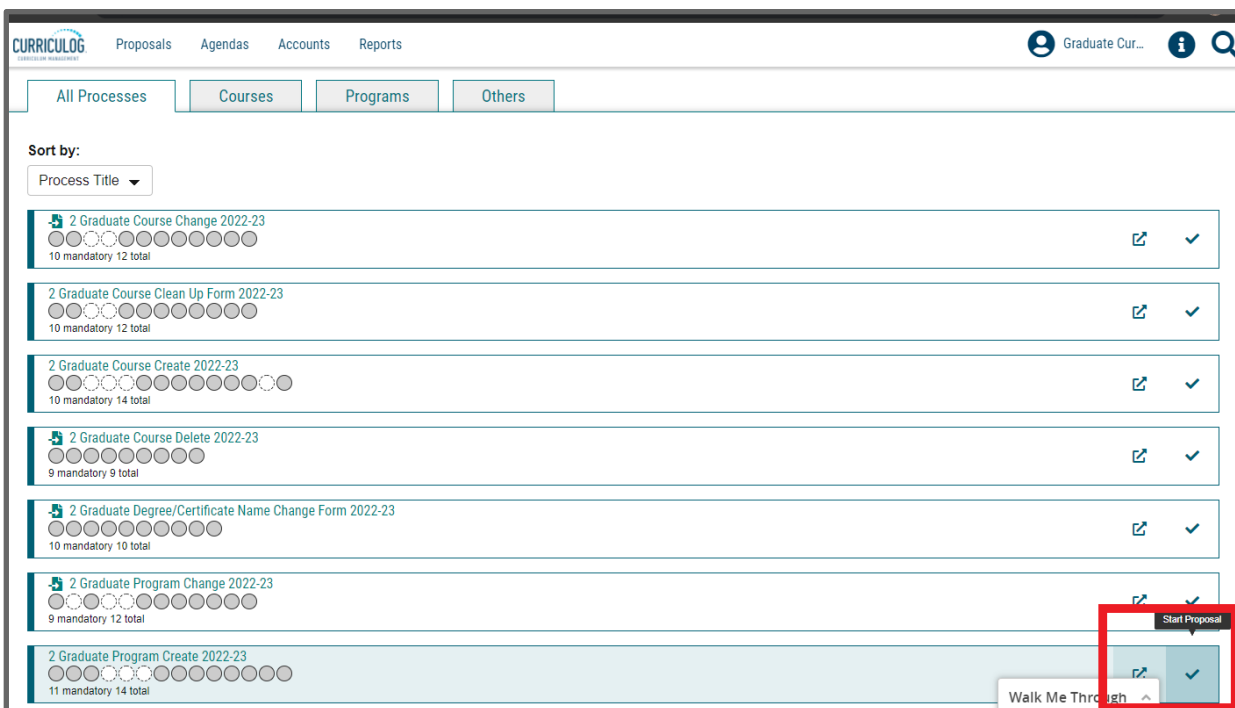 CURRICULOG
CURRICULUM MANAGEMENT
Proposals Agendas Accounts Reports
Graduate Cur...
All Processes Courses Programs Others
Sort by:
Process Title
2 Graduate Course Change 2022-23
10 mandatory 12 total
2 Graduate Course Clean Up Form 2022-23
10 mandatory 12 total
2 Graduate Course Create 2022-23
10 mandatory 14 total
2 Graduate Course Delete 2022-23
9 mandatory 9 total
2 Graduate Degree/Certificate Name Change Form 2022-23
10 mandatory 10 total
2 Graduate Program Change 2022-23
9 mandatory 12 total
Start Proposal
2 Graduate Program Create 2022-23
11 mandatory 14 total
Walk Me Through